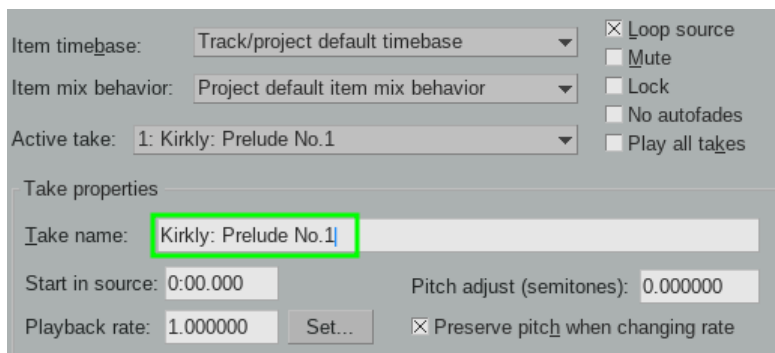 Item timebase: Track/project default timebase
Loop source
Mute
Item mix behavior: Project default item mix behavior
Lock
No autofades
Active take: 1: Kirkly: Prelude No.1
Play all takes
Take properties
Take name: Kirkly: Prelude No.1
Start in source: 0:00.000 Pitch adjust (semitones): 0.000000
Playback rate: 1.000000 Set... Preserve pitch when changing rate